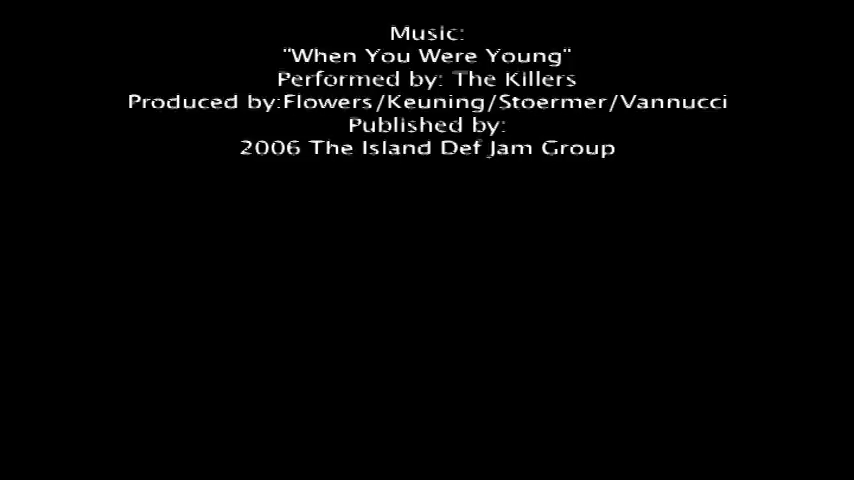 Music:
"When You Were Young"
Performed by: The Killers
Produced by:Flowers/Keuning/Stoermer/Vannucci
Published by:
2006 The Island Def Jam Group